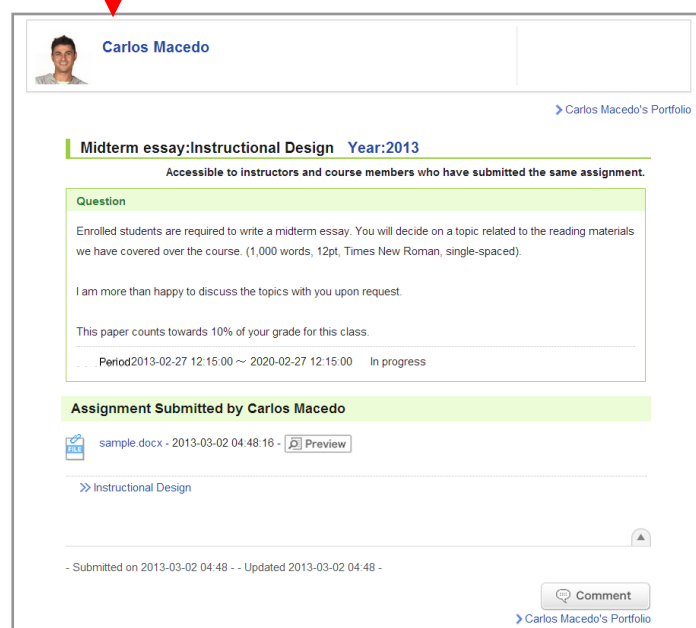 Carlos Macedo
Carlos Macedo's Portfolio
Midterm essay:Instructional Design Year:2013
Accessible to instructors and course members who have submitted the same assignment.
Question
Enrolled students are required to write a midterm essay. You will decide on a topic related to the reading materials
we have covered over the course. (1,000 words, 12pt, Times New Roman, single-spaced).
I am more than happy to discuss the topics with you upon request.
This paper counts towards 10% of your grade for this class.
Period2013-02-27 12:15:00 ~ 2020-02-27 12:15:00 In progress
Assignment Submitted by Carlos Macedo
FILE sample.docx - 2013-03-02 04:48:16 - Preview
Instructional Design
- Submitted on 2013-03-02 04:48 - - Updated 2013-03-02 04:48 -
Comment
Carlos Macedo's Portfolio